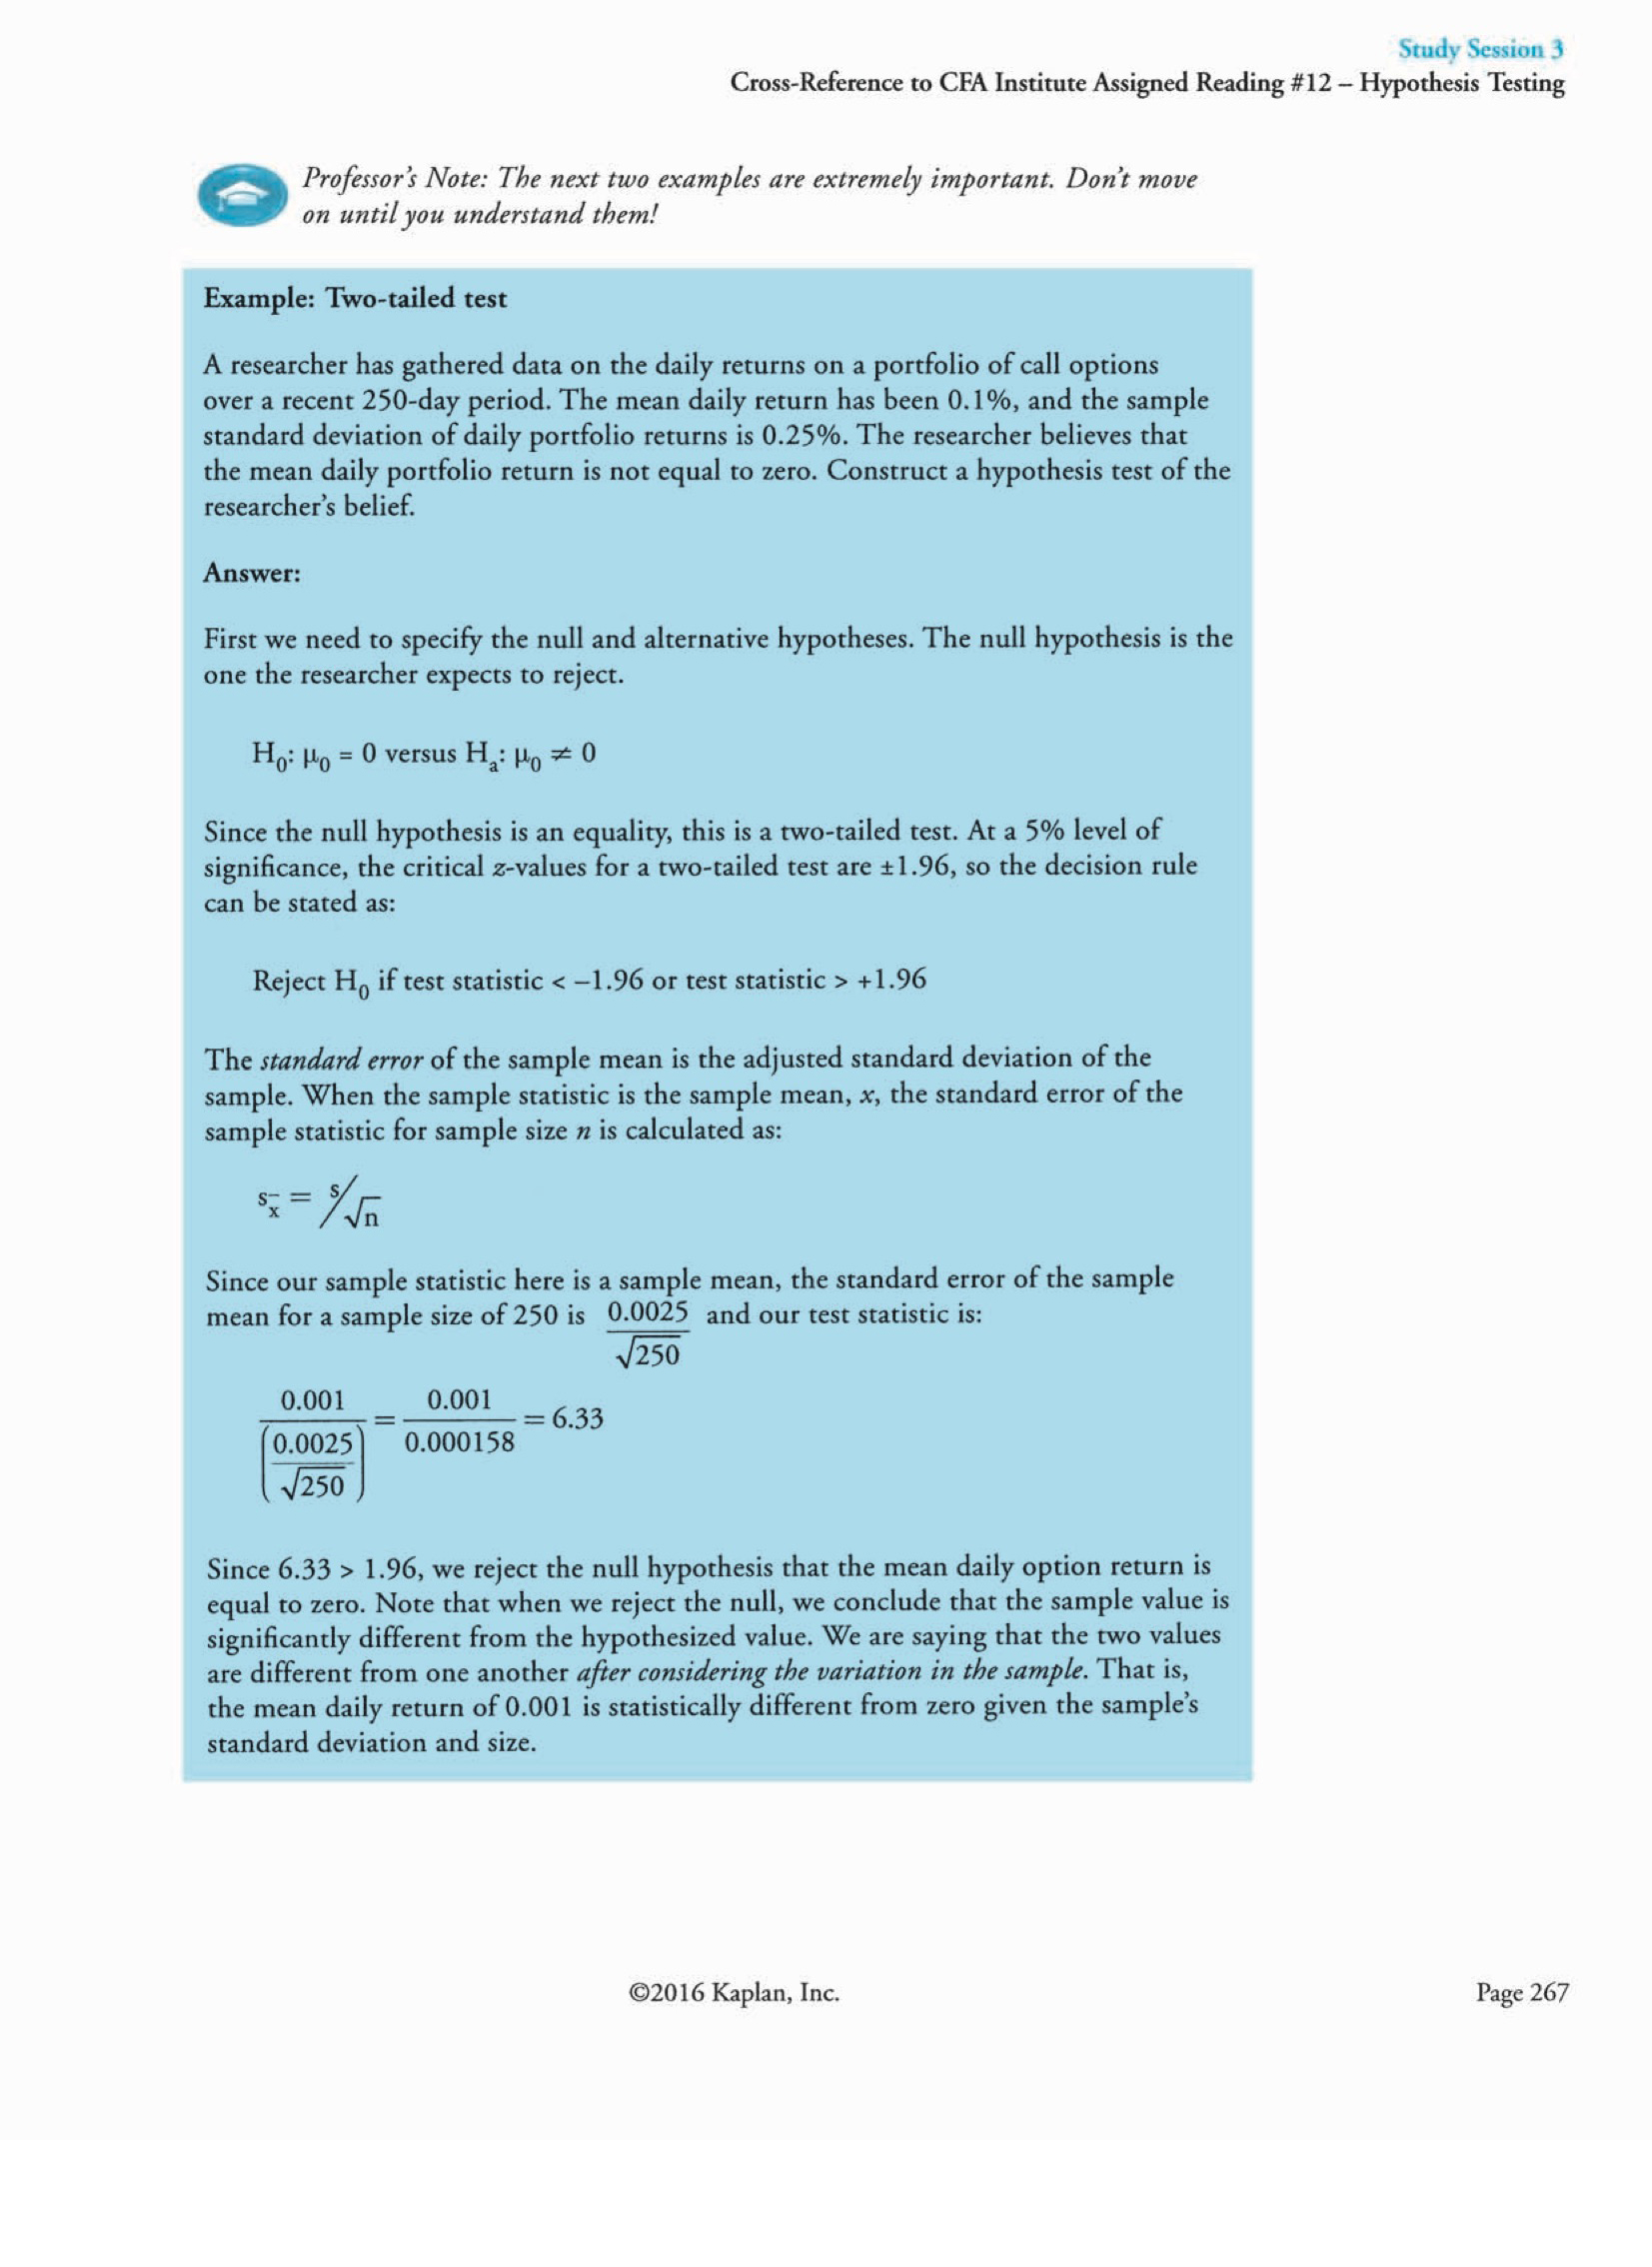 Study Session 3
Cross-Reference to CFA Institute Assigned Reading #12 – Hypothesis Testing
Professor's Note: The next two examples are extremely important. Don't move
on until you understand them!
Example: Two-tailed test
A researcher has gathered data on the daily returns on a portfolio of call options
over a recent 250-day period. The mean daily return has been 0.1%, and the sample
standard deviation of daily portfolio returns is 0.25%. The researcher believes that
the mean daily portfolio return is not equal to zero. Construct a hypothesis test of the
researcher's belief.
Answer:
First we need to specify the null and alternative hypotheses. The null hypothesis is the
one the researcher expects to reject.
H₀: μ₀ = 0 versus Hₐ: μ₀ ≠ 0
Since the null hypothesis is an equality, this is a two-tailed test. At a 5% level of
significance, the critical z-values for a two-tailed test are ±1.96, so the decision rule
can be stated as:
Reject H₀ if test statistic < –1.96 or test statistic > +1.96
The standard error of the sample mean is the adjusted standard deviation of the
sample. When the sample statistic is the sample mean, x, the standard error of the
sample statistic for sample size n is calculated as:
s_x̄ = s/√n
Since our sample statistic here is a sample mean, the standard error of the sample
mean for a sample size of 250 is 0.0025/√250 and our test statistic is:
0.001/(0.0025/√250) = 0.001/0.000158 = 6.33
Since 6.33 > 1.96, we reject the null hypothesis that the mean daily option return is
equal to zero. Note that when we reject the null, we conclude that the sample value is
significantly different from the hypothesized value. We are saying that the two values
are different from one another after considering the variation in the sample. That is,
the mean daily return of 0.001 is statistically different from zero given the sample's
standard deviation and size.
©2016 Kaplan, Inc.
Page 267